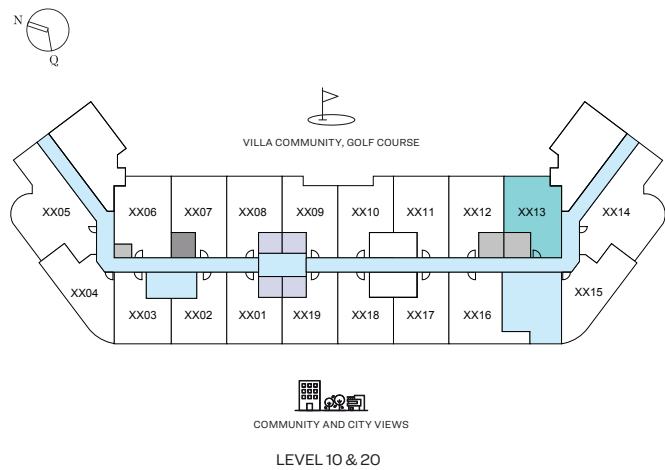 N
Q
VILLA COMMUNITY, GOLF COURSE
XX05
XX06
XX07
XX08
XX09
XX10
XX11
XX12
XX13
XX14
XX04
XX03
XX02
XX01
XX19
XX18
XX17
XX16
XX15
COMMUNITY AND CITY VIEWS
LEVEL 10 & 20